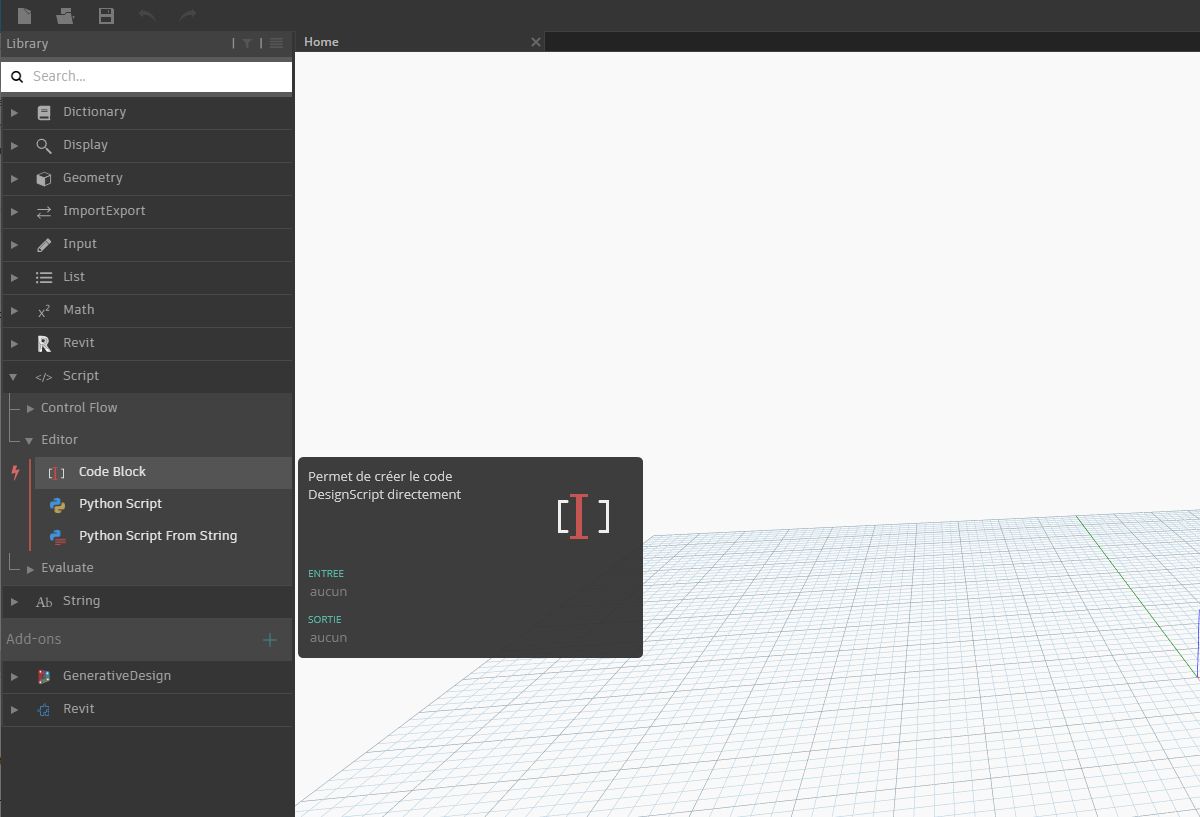 Library
Home
Search...
Dictionary
Display
Geometry
ImportExport
Input
List
x² Math
Revit
</> Script
Control Flow
Editor
Code Block
Python Script
Python Script From String
Evaluate
Ab String
Add-ons
GenerativeDesign
Revit
Permet de créer le code
DesignScript directement
ENTREE
aucun
SORTIE
aucun